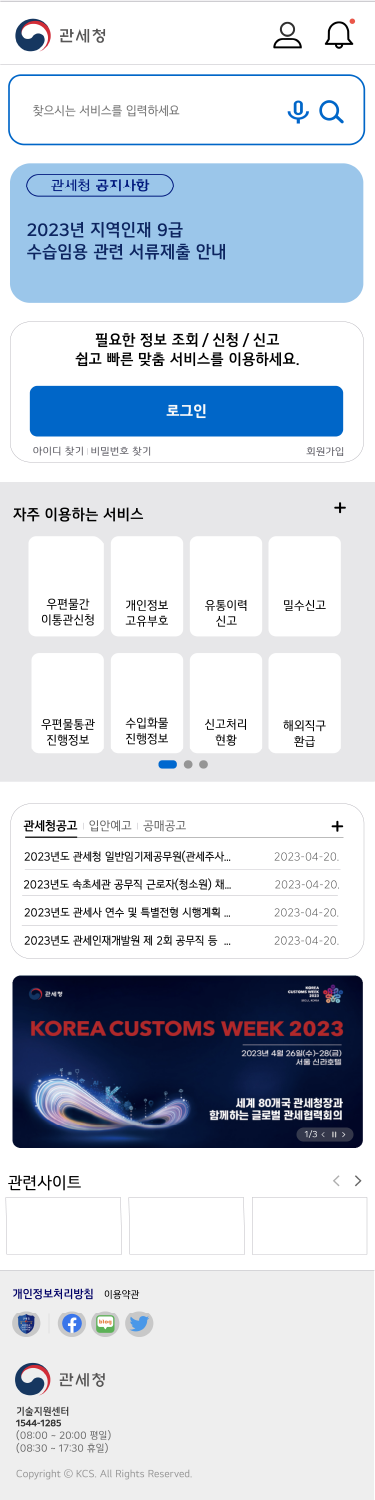 관세청
찾으시는 서비스를 입력하세요
관세청 공지사항
2023년 지역인재 9급
수습임용 관련 서류제출 안내
필요한 정보 조회 / 신청 / 신고
쉽고 빠른 맞춤 서비스를 이용하세요.
로그인
아이디 찾기 | 비밀번호 찾기 회원가입
자주 이용하는 서비스 +
우편물간
이통관신청
개인정보
고유부호
유통이력
신고
밀수신고
우편물통관
진행정보
수입화물
진행정보
신고처리
현황
해외직구
환급
관세청공고 | 입안예고 | 공매공고 +
2023년도 관세청 일반임기제공무원(관세주사... 2023-04-20.
2023년도 속초세관 공무직 근로자(청소원) 채... 2023-04-20.
2023년도 관세사 연수 및 특별전형 시행계획 ... 2023-04-20.
2023년도 관세인재개발원 제 2회 공무직 등 ... 2023-04-20.
관세청
KOREA
CUSTOMS WEEK
2023
SEOUL, KOREA
KOREA CUSTOMS WEEK 2023
2023년 4월 26일(수)-28(금)
서울 신라호텔
K
세계 80개국 관세청장과
함께하는 글로벌 관세협력회의
1/3 < II >
관련사이트 < >
개인정보처리방침 이용약관
blog
관세청
기술지원센터
1544-1285
(08:00 ~ 20:00 평일)
(08:30 ~ 17:30 휴일)
Copyright © KCS. All Rights Reserved.